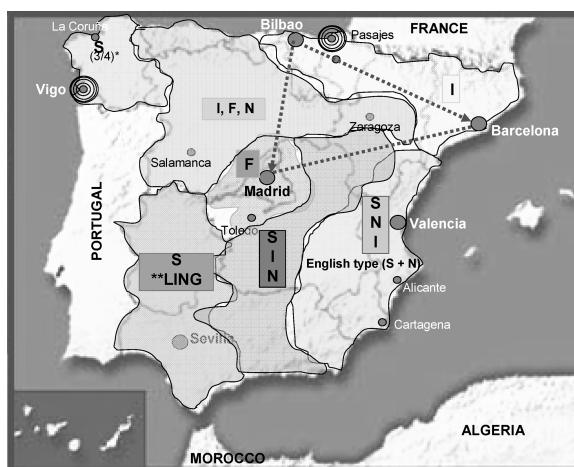 La Coruña
S
(3/4)*
Bilbao
Pasajes
FRANCE
Vigo
I
I, F, N
Zaragoza
Barcelona
Salamanca
F
Madrid
PORTUGAL
Toledo
S
N
I
Valencia
S
**LING
S
I
N
English type (S + N)
Alicante
Sevilla
Cartagena
ALGERIA
MOROCCO